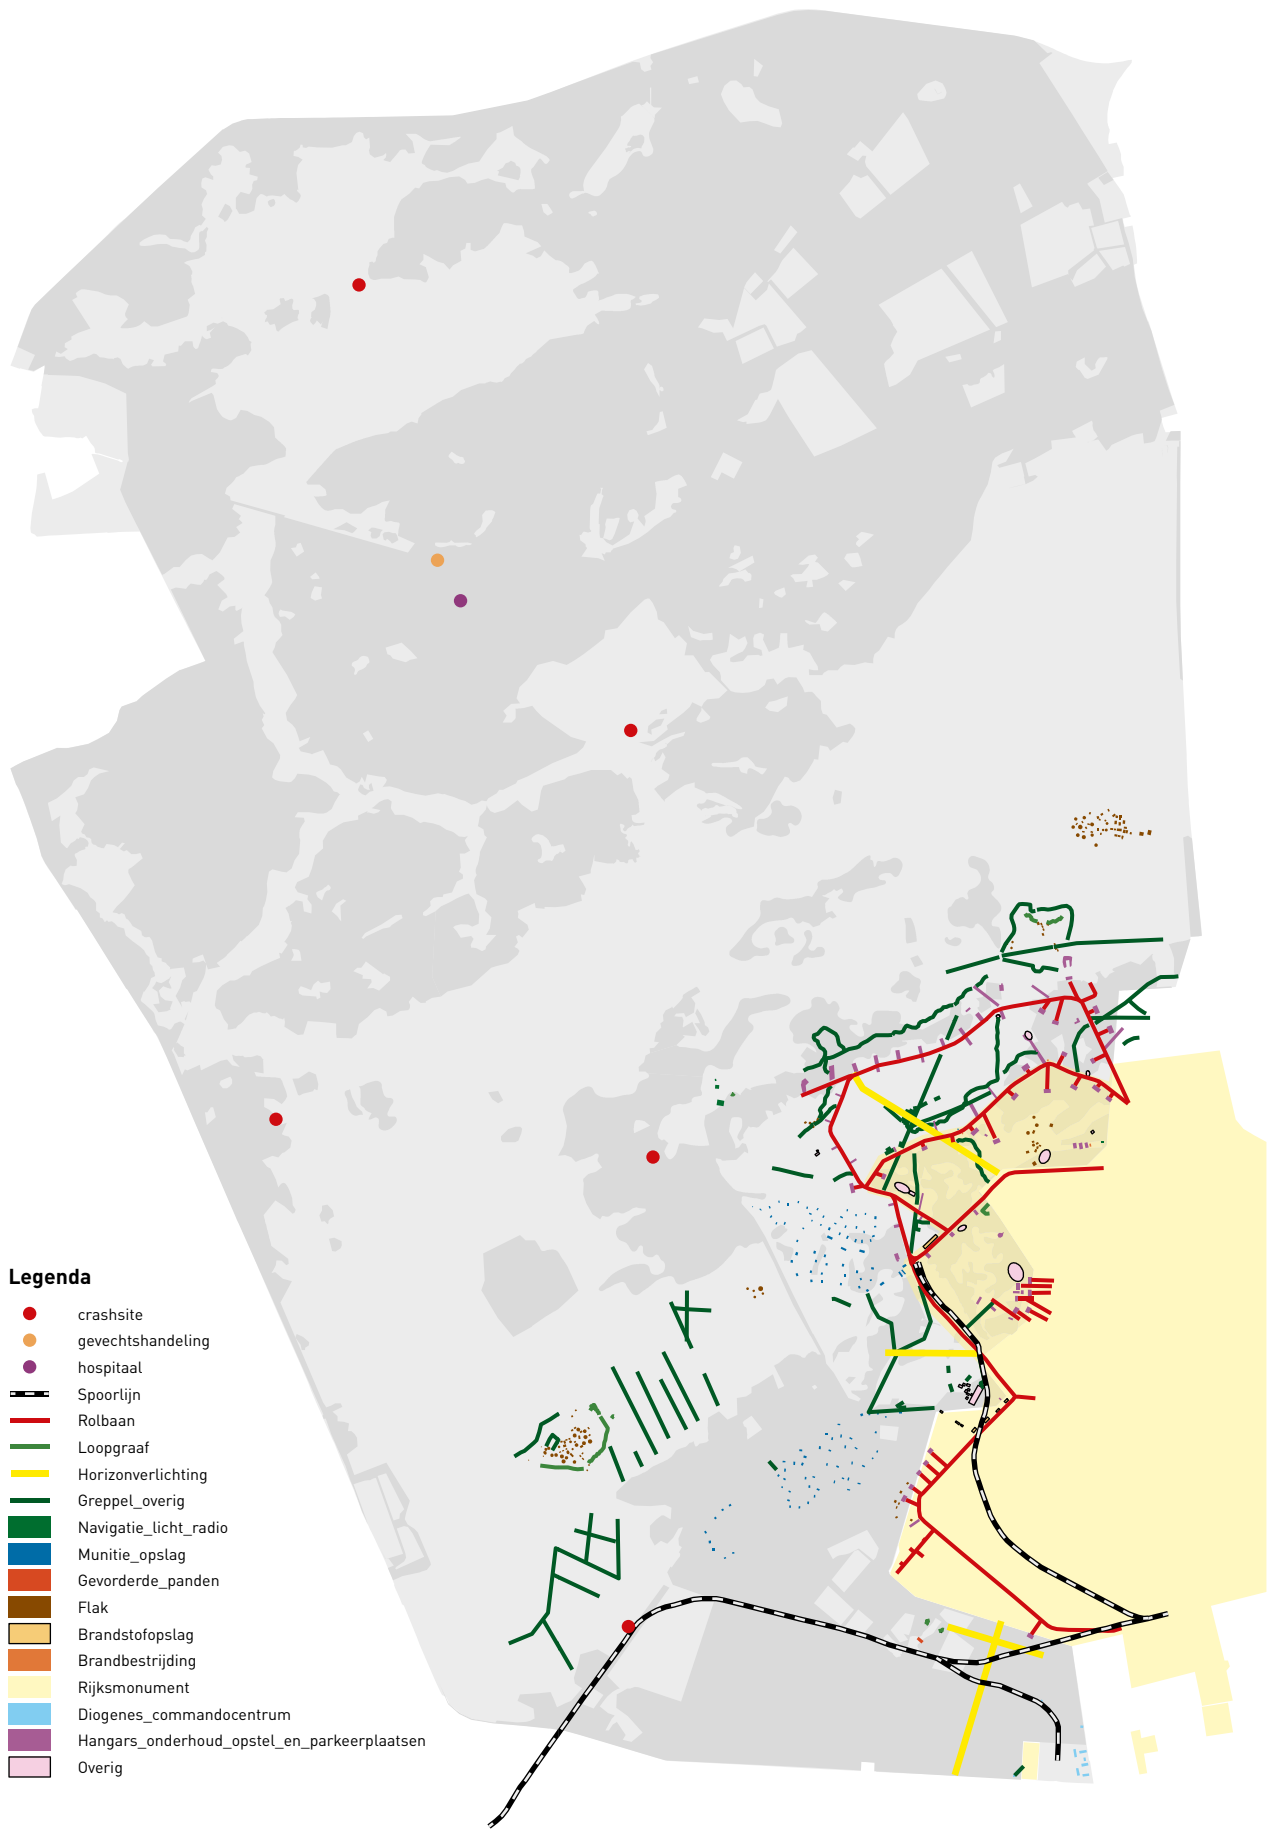 Legenda
crashsite
gevechtshandeling
hospitaal
Spoorlijn
Rolbaan
Loopgraaf
Horizonverlichting
Greppel_overig
Navigatie_licht_radio
Munitie_opslag
Gevorderde_panden
Flak
Brandstofopslag
Brandbestrijding
Rijksmonument
Diogenes_commandocentrum
Hangars_onderhoud_opstel_en_parkeerplaatsen
Overig